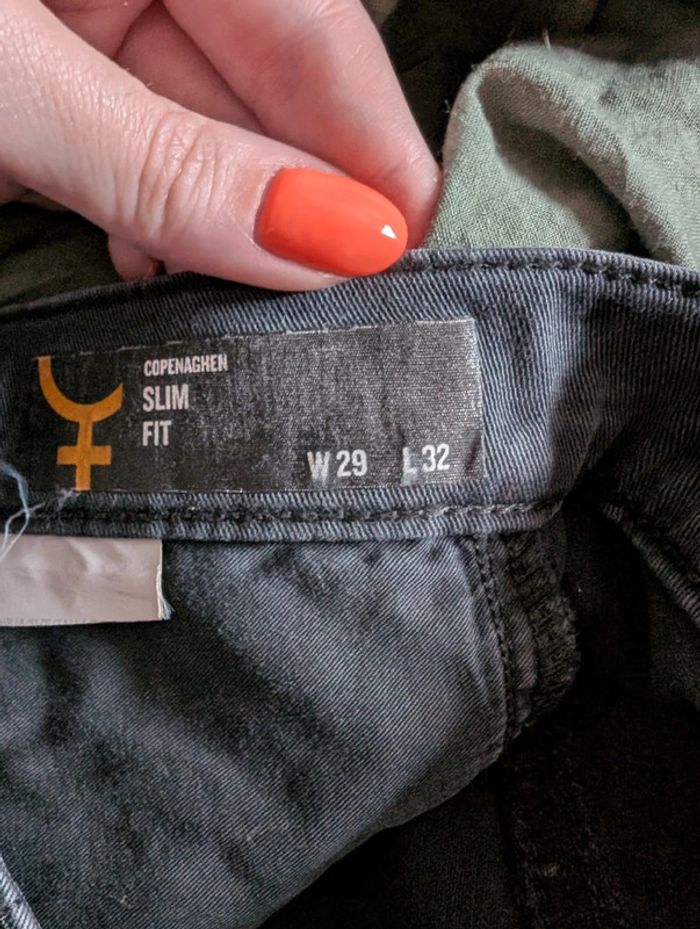 COPENAGHEN
SLIM
FIT
W 29 L 32